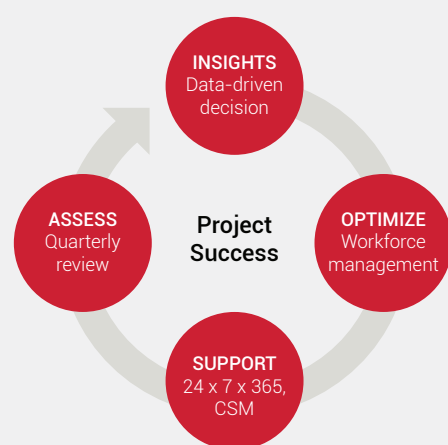 INSIGHTS
Data-driven
decision
OPTIMIZE
Workforce
management
SUPPORT
24 x 7 x 365,
CSM
ASSESS
Quarterly
review
Project
Success